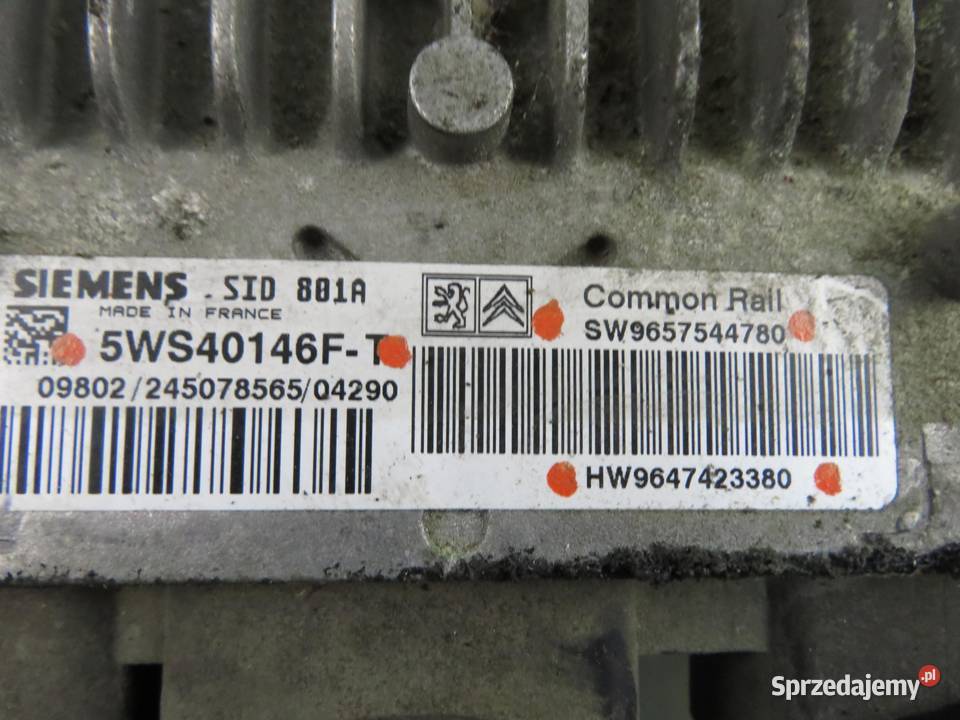 SIEMENS SID 801A
MADE IN FRANCE
5WS40146F-T
09802/245078565/04290
Common Rail
SW9657544780
HW9647423380
Sprzedajemy.pl